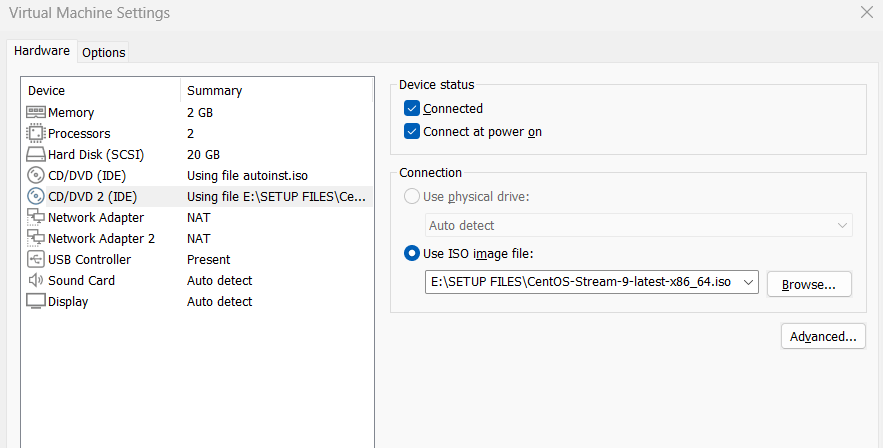 Virtual Machine Settings
Hardware
Options
Device Summary
Memory 2 GB
Processors 2
Hard Disk (SCSI) 20 GB
CD/DVD (IDE) Using file autoinst.iso
CD/DVD 2 (IDE) Using file E:\SETUP FILES\Ce...
Network Adapter NAT
Network Adapter 2 NAT
USB Controller Present
Sound Card Auto detect
Display Auto detect
Device status
Connected
Connect at power on
Connection
Use physical drive:
Auto detect
Use ISO image file:
E:\SETUP FILES\CentOS-Stream-9-latest-x86_64.iso
Browse...
Advanced...